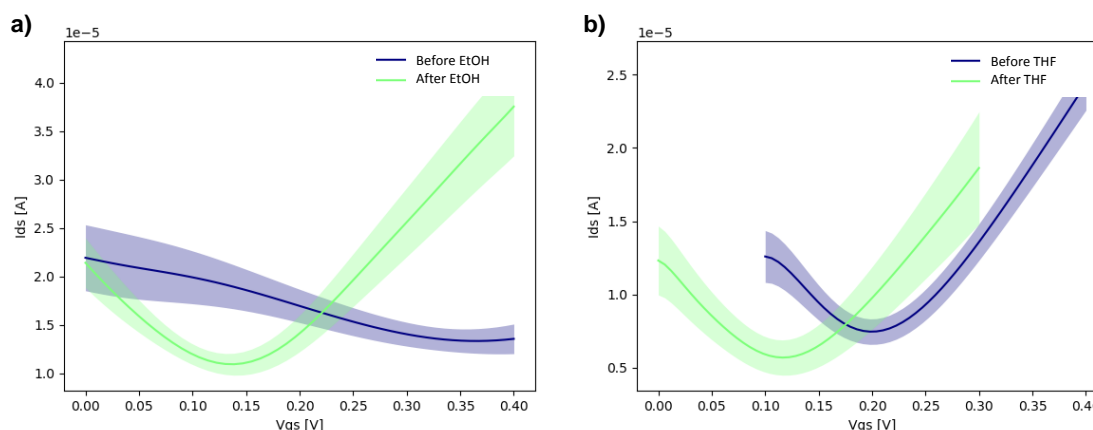 a)
1e−5
Before EtOH
After EtOH
4.0
3.5
3.0
2.5
2.0
1.5
1.0
Ids [A]
0.00 0.05 0.10 0.15 0.20 0.25 0.30 0.35 0.40
Vgs [V]
b)
1e−5
Before THF
After THF
2.5
2.0
1.5
1.0
0.5
Ids [A]
0.00 0.05 0.10 0.15 0.20 0.25 0.30 0.35 0.40
Vgs [V]